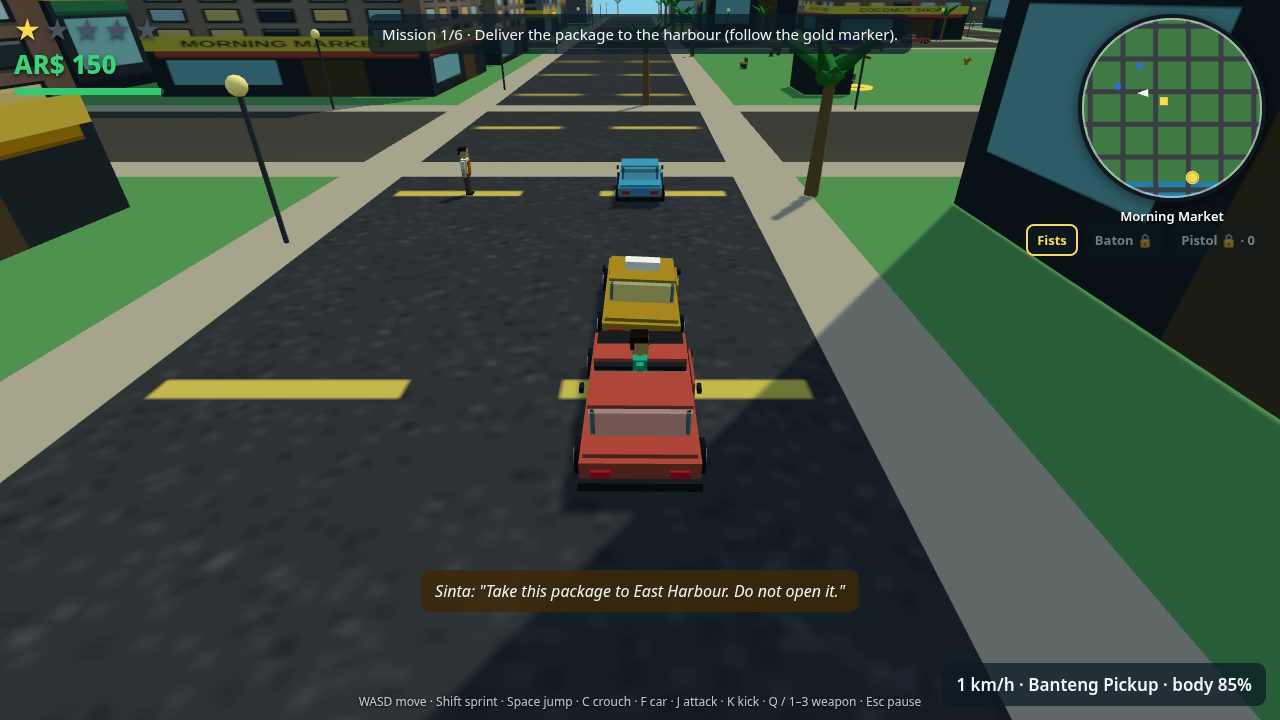 Mission 1/6 · Deliver the package to the harbour (follow the gold marker).
AR$ 150
MORNING MARKET
COCONUT SHOP
Morning Market
Fists
Baton 🔒
Pistol 🔒 · 0
Sinta: "Take this package to East Harbour. Do not open it."
1 km/h · Banteng Pickup · body 85%
WASD move · Shift sprint · Space jump · C crouch · F car · J attack · K kick · Q / 1–3 weapon · Esc pause